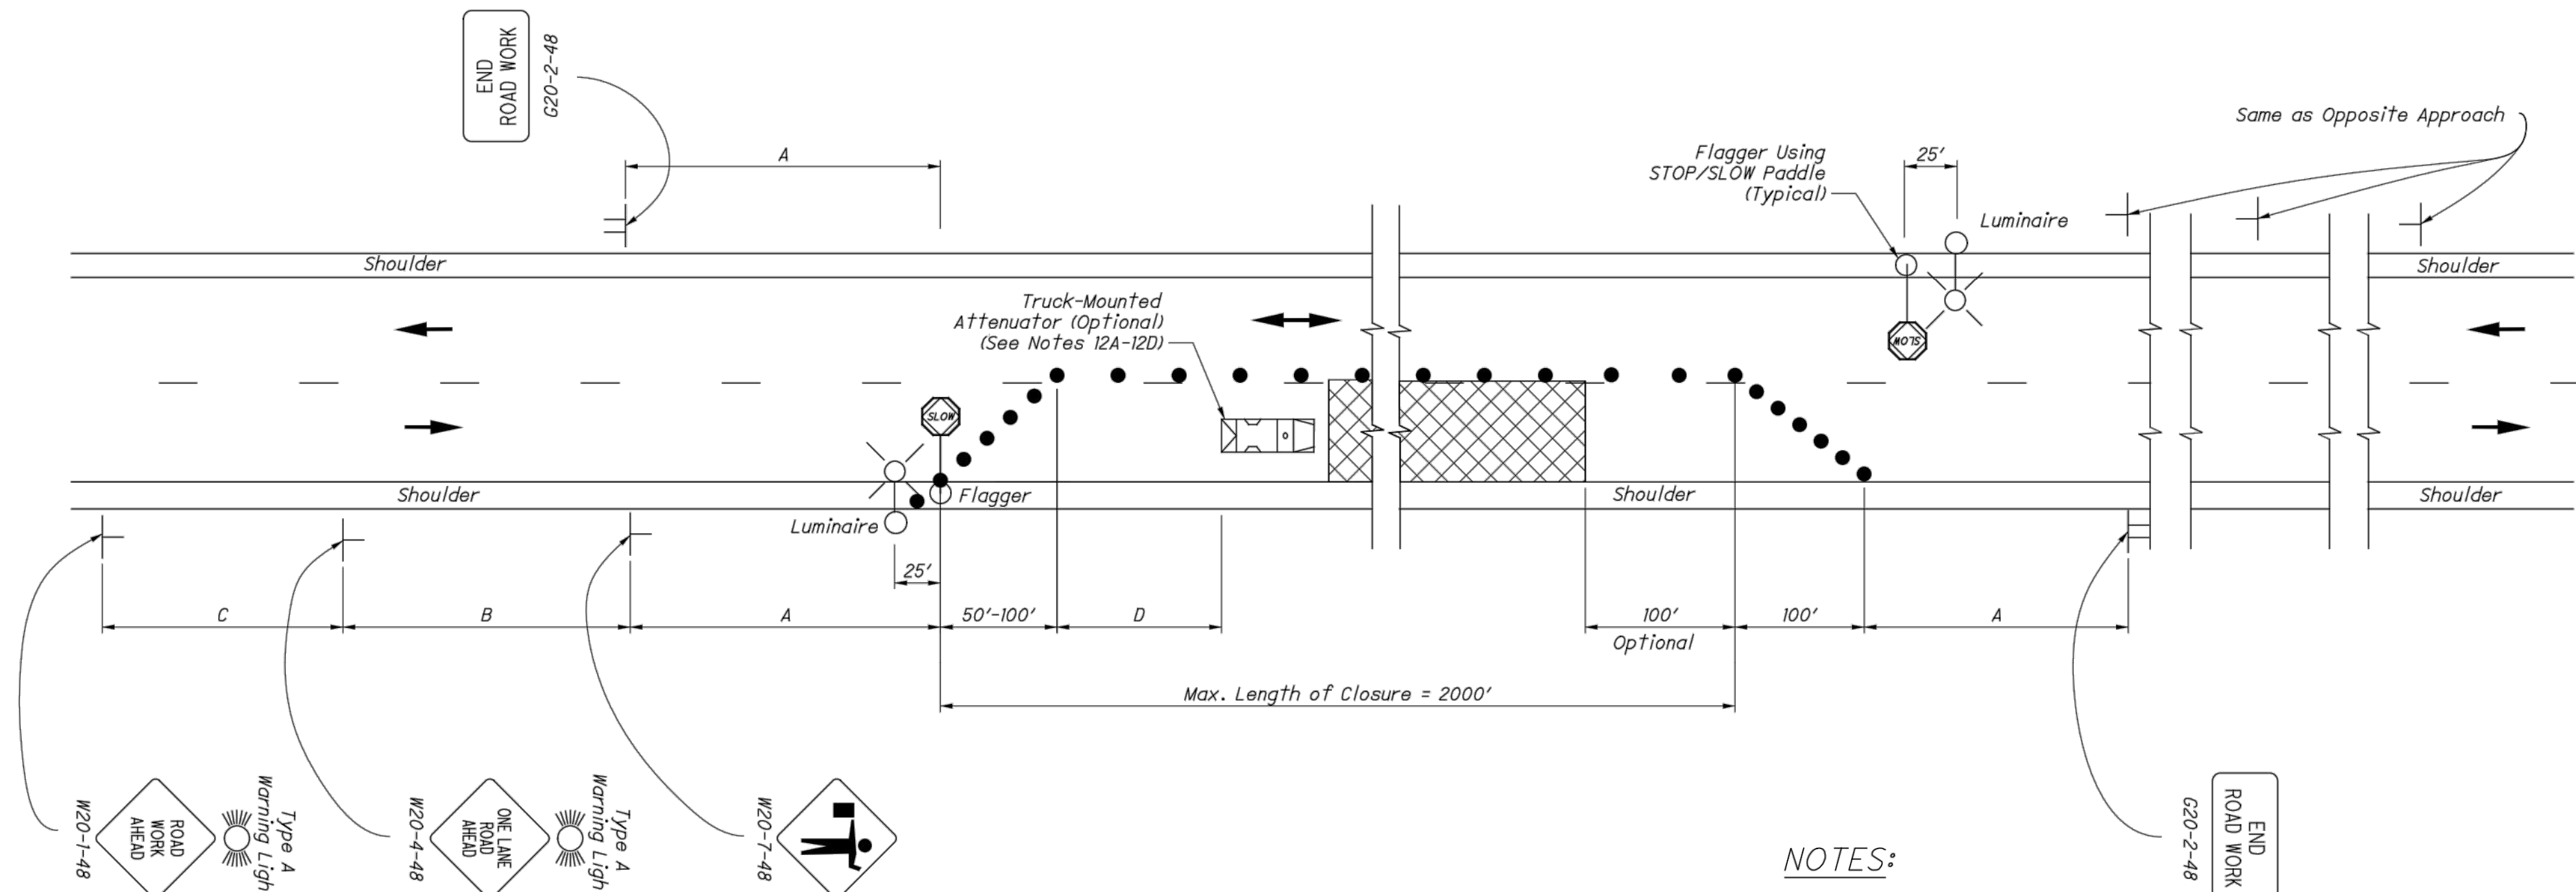 END
ROAD WORK
G20-2-48
A
Same as Opposite Approach
Flagger Using
STOP/SLOW Paddle
(Typical)
25'
Luminaire
Shoulder
Shoulder
Truck-Mounted
Attenuator (Optional)
(See Notes 12A-12D)
SLOW
SLOW
Shoulder
Flagger
Shoulder
Shoulder
Luminaire
25'
C
B
A
50'-100'
D
100'
Optional
100'
A
Max. Length of Closure = 2000'
W20-1-48
ROAD
WORK
AHEAD
Type A
Warning Ligh
W20-4-48
ONE LANE
ROAD
AHEAD
Type A
Warning Ligh
W20-7-48
NOTES:
G20-2-48
END
ROAD WORK